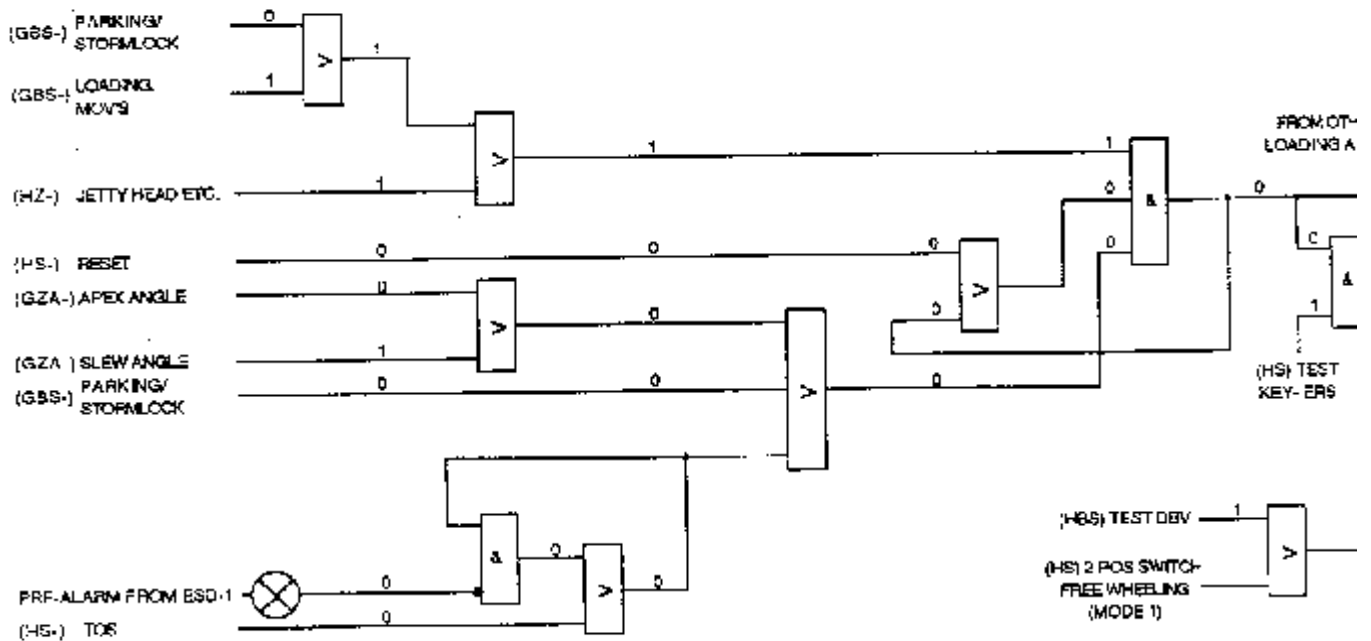 0
(GBS-) PARKING/
STORMLOCK
1
1
(GBS-) LOADING
MOV'S
V
FROM OTH
LOADING A
V
1
1
(HZ-) JETTY HEAD ETC.
1
0
&
0
(HS-) RESET
0
0
0
0
0
(GZA-) APEX ANGLE
0
V
&
V
0
0
1
(GZA-) SLEW ANGLE
1
(HS) TEST
KEY-ERS
(GBS-) PARKING/
STORMLOCK
0
0
V
0
(HBS) TEST DBV
1
&
0
V
(HS) 2 POS SWITCH
FREE WHEELING
(MODE 1)
PRE-ALARM FROM ESD-1
0
V
0
(HS-) TOS
0